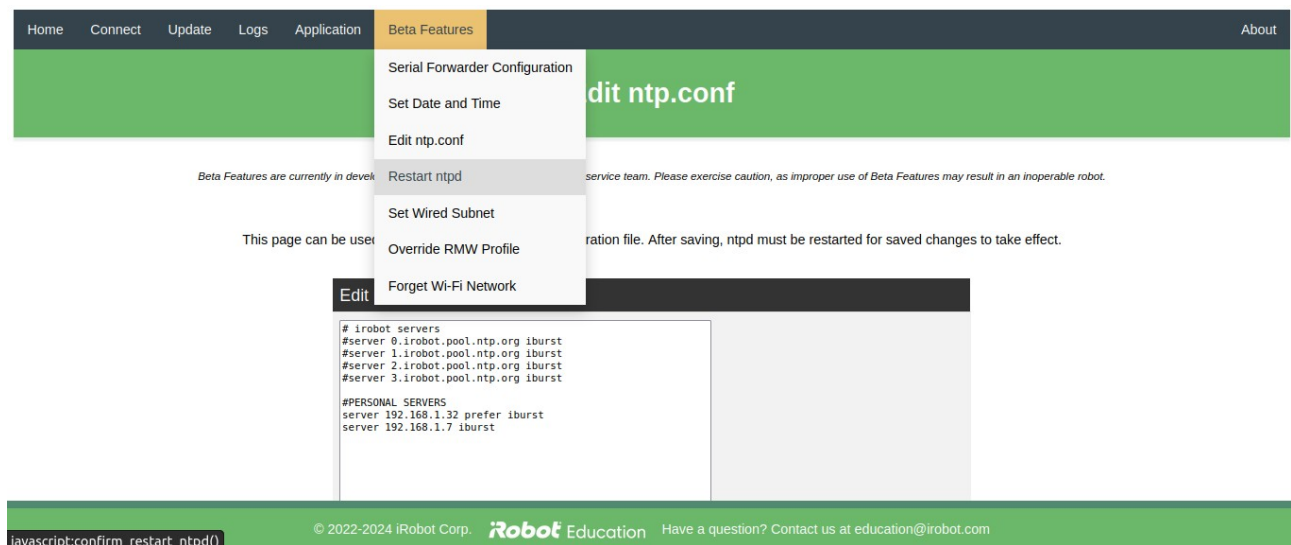 Home Connect Update Logs Application Beta Features About
Serial Forwarder Configuration
dit ntp.conf
Set Date and Time
Edit ntp.conf
Beta Features are currently in devel
Restart ntpd
service team. Please exercise caution, as improper use of Beta Features may result in an inoperable robot.
Set Wired Subnet
This page can be used
ration file. After saving, ntpd must be restarted for saved changes to take effect.
Override RMW Profile
Forget Wi-Fi Network
Edit
# irobot servers
#server 0.irobot.pool.ntp.org iburst
#server 1.irobot.pool.ntp.org iburst
#server 2.irobot.pool.ntp.org iburst
#server 3.irobot.pool.ntp.org iburst
#PERSONAL SERVERS
server 192.168.1.32 prefer iburst
server 192.168.1.7 iburst
© 2022-2024 iRobot Corp. iRobot Education Have a question? Contact us at education@irobot.com
javascript:confirm_restart_ntpd()